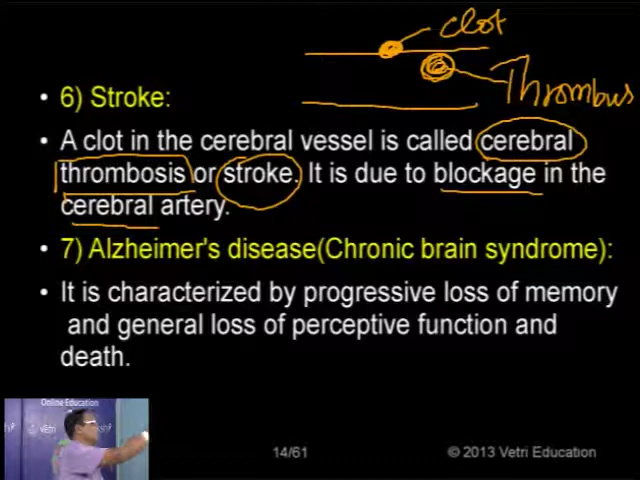 clot
Thrombus
• 6) Stroke:
• A clot in the cerebral vessel is called cerebral
thrombosis or stroke. It is due to blockage in the
cerebral artery.
• 7) Alzheimer's disease(Chronic brain syndrome):
• It is characterized by progressive loss of memory
and general loss of perceptive function and
death.
Online Education
vetri
14/61
© 2013 Vetri Education